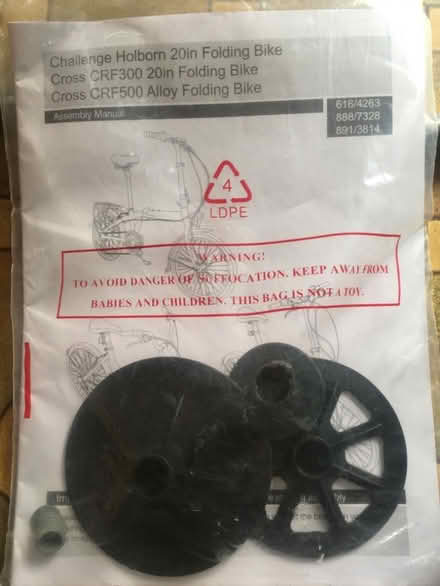 Challenge Holborn 20in Folding Bike
Cross CRF300 20in Folding Bike
Cross CRF500 Alloy Folding Bike
Assembly Manual
616/4263
888/7328
891/3814
4
LDPE
WARNING!
TO AVOID DANGER OF SUFFOCATION. KEEP AWAY FROM
BABIES AND CHILDREN. THIS BAG IS NOT A TOY.